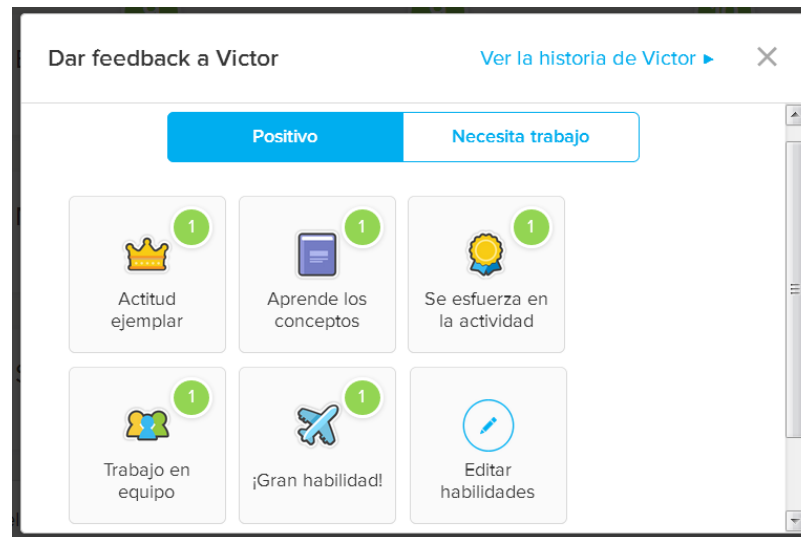 Dar feedback a Victor
Ver la historia de Victor ▸
Positivo
Necesita trabajo
1
Actitud
ejemplar
1
Aprende los
conceptos
1
Se esfuerza en
la actividad
1
Trabajo en
equipo
1
¡Gran habilidad!
Editar
habilidades